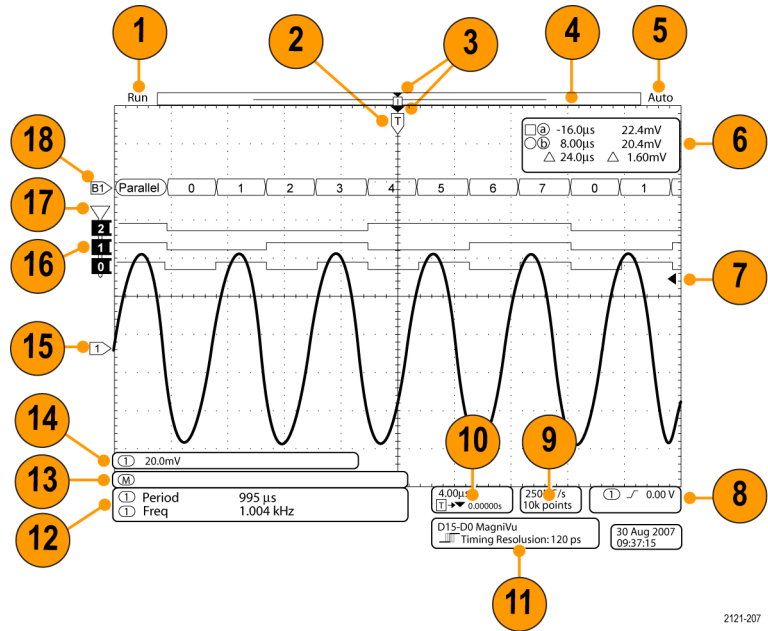 1
2
3
4
5
Run
Auto
T
T
6
a -16.0μs 22.4mV
b 8.00μs 20.4mV
△ 24.0μs △ 1.60mV
18
B1 Parallel 0 1 2 3 4 5 6 7 0 1
17
2
16
1
0
7
15
1
14
1 20.0mV
13
M
12
1 Period 995 μs
1 Freq 1.004 kHz
10
9
4.00μs
T→▼ 0.00000s
10k points
1 0.00 V
8
D15-D0 MagniVu
Timing Resolusion: 120 ps
30 Aug 2007
09:37:15
11
2121-207